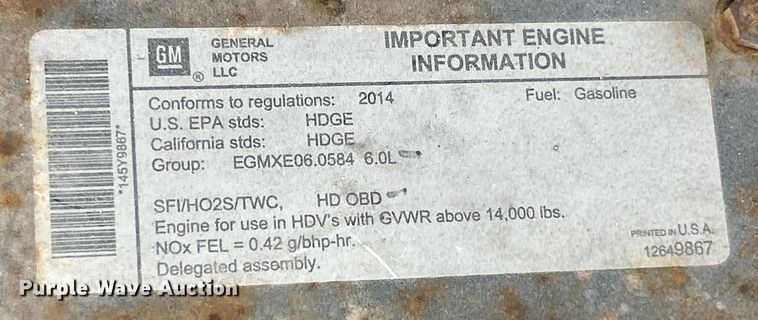 GM
®
GENERAL
MOTORS
LLC
IMPORTANT ENGINE
INFORMATION
*145Y9867*
Conforms to regulations: 2014 Fuel: Gasoline
U.S. EPA stds: HDGE
California stds: HDGE
Group: EGMXE06.0584 6.0L
SFI/HO2S/TWC, HD OBD
Engine for use in HDV's with GVWR above 14,000 lbs.
NOx FEL = 0.42 g/bhp-hr.
Delegated assembly.
PRINTED IN U.S.A.
12649867
Purple Wave Auction